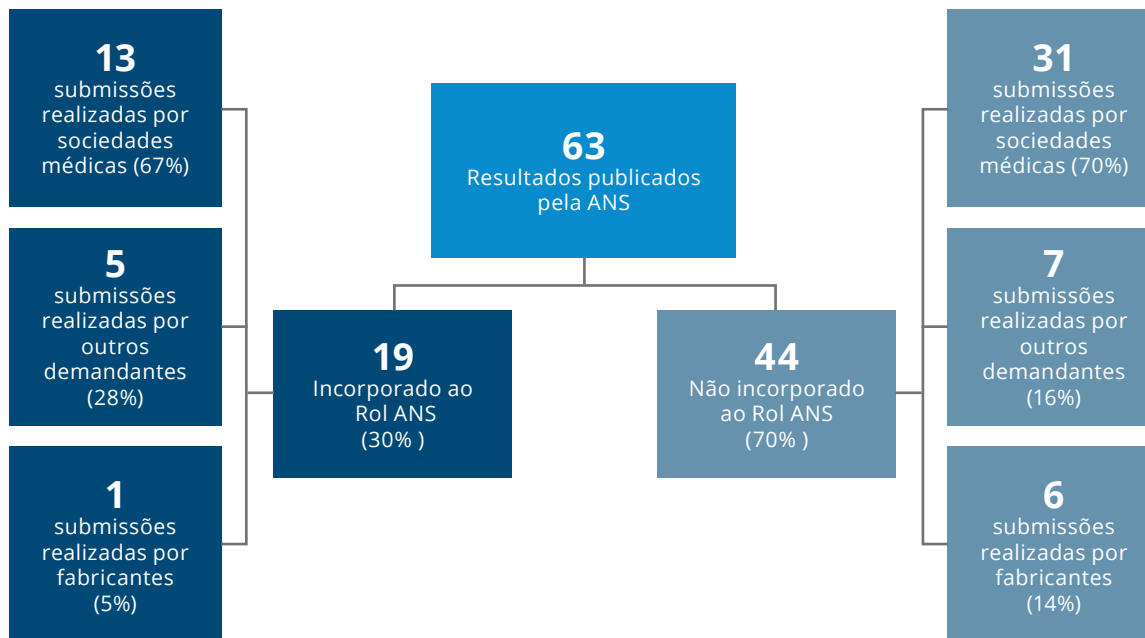 63
Resultados publicados
pela ANS
19
Incorporado ao
Rol ANS
(30% )
44
Não incorporado
ao Rol ANS
(70% )
13
submissões
realizadas por
sociedades
médicas (67%)
5
submissões
realizadas por
outros
demandantes
(28%)
1
submissões
realizadas por
fabricantes
(5%)
31
submissões
realizadas por
sociedades
médicas (70%)
7
submissões
realizadas por
outros
demandantes
(16%)
6
submissões
realizadas por
fabricantes
(14%)